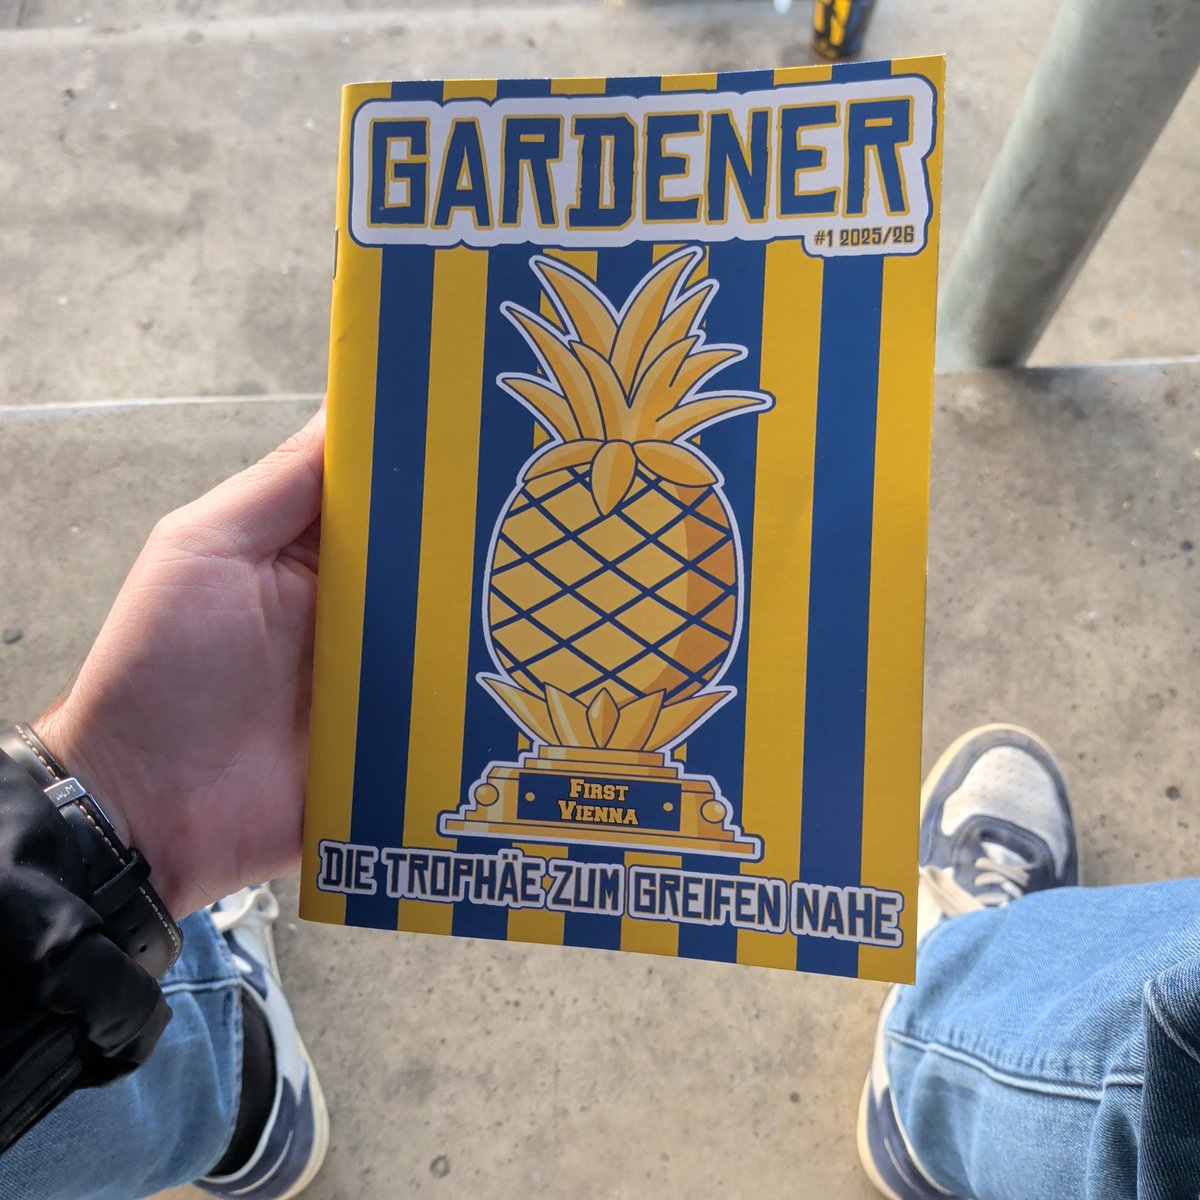 GARDENER
#1 2025/26
First
Vienna
DIE TROPHÄE ZUM GREIFEN NAHE